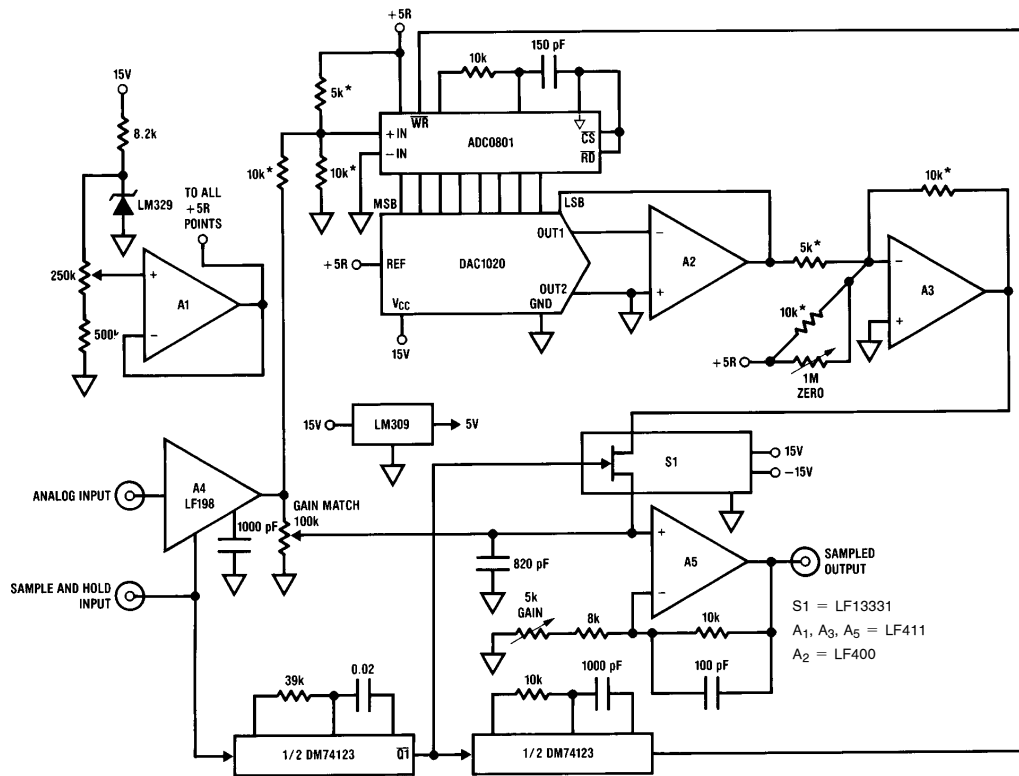 +5R
15V
8.2k
LM329
250k
500k
TO ALL
+5R
POINTS
+
A1
−
5k*
10k*
10k*
10k
150 pF
WR
+IN
−IN
ADC0801
CS
RD
MSB
LSB
+5R
REF
DAC1020
OUT1
OUT2
GND
VCC
15V
−
A2
+
5k*
10k*
−
A3
+
10k*
+5R
1M
ZERO
15V
LM309
5V
S1
15V
−15V
ANALOG INPUT
A4
LF198
1000 pF
GAIN MATCH
100k
SAMPLE AND HOLD
INPUT
820 pF
+
A5
−
SAMPLED
OUTPUT
5k
GAIN
8k
10k
100 pF
S1 = LF13331
A1, A3, A5 = LF411
A2 = LF400
39k
0.02
1/2 DM74123
Q1
10k
1000 pF
1/2 DM74123